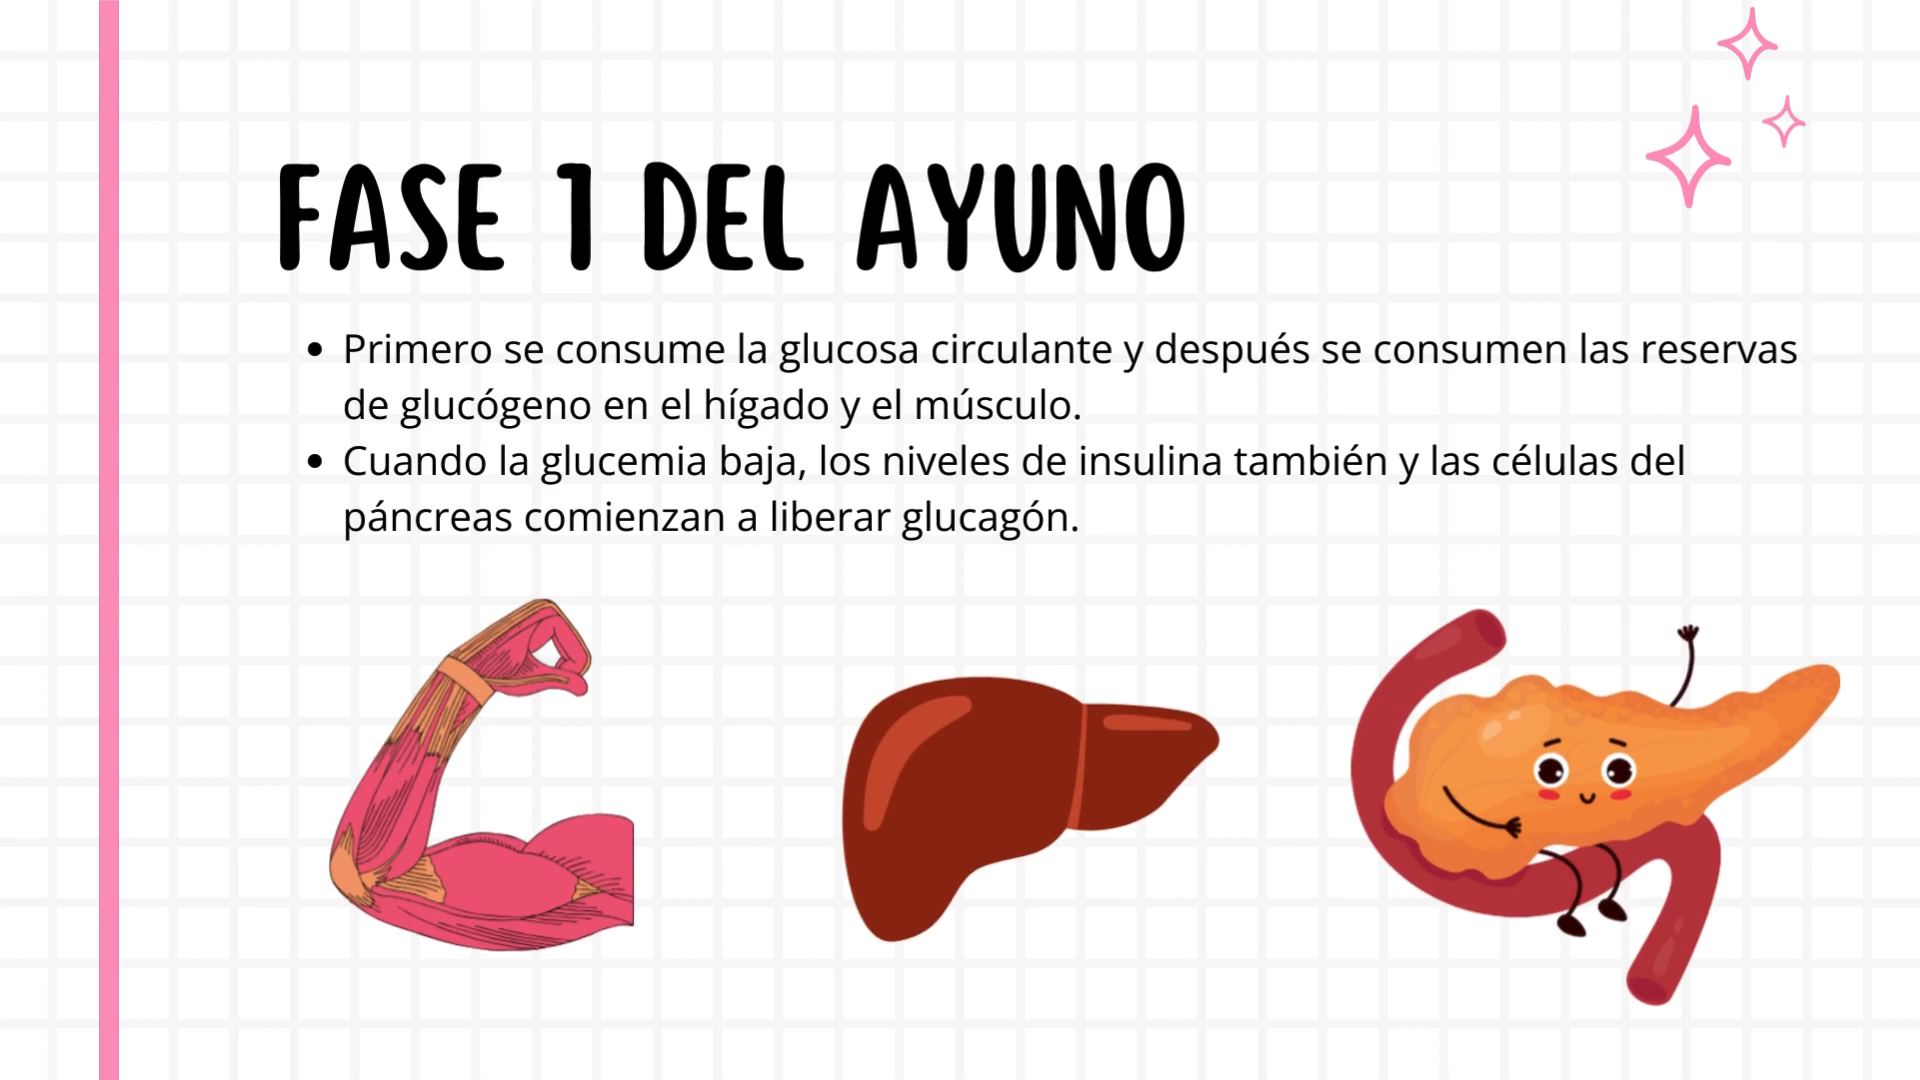 FASE 1 DEL AYUNO
• Primero se consume la glucosa circulante y después se consumen las reservas
de glucógeno en el hígado y el músculo.
• Cuando la glucemia baja, los niveles de insulina también y las células del
páncreas comienzan a liberar glucagón.